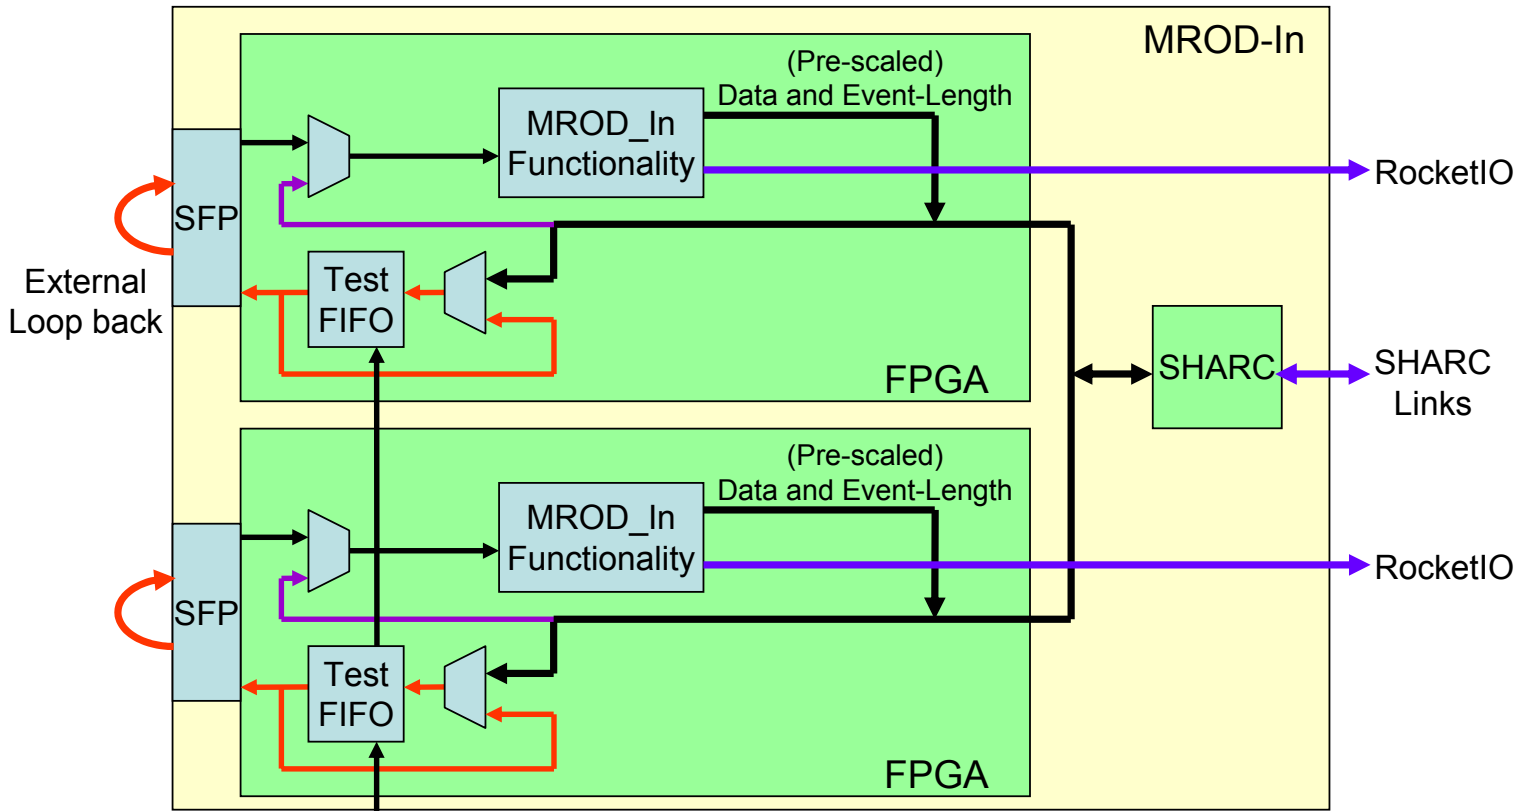 MROD-In
(Pre-scaled)
Data and Event-Length
MROD_In
Functionality
RocketIO
SFP
External
Loop back
Test
FIFO
FPGA
SHARC
SHARC
Links
(Pre-scaled)
Data and Event-Length
MROD_In
Functionality
RocketIO
SFP
Test
FIFO
FPGA